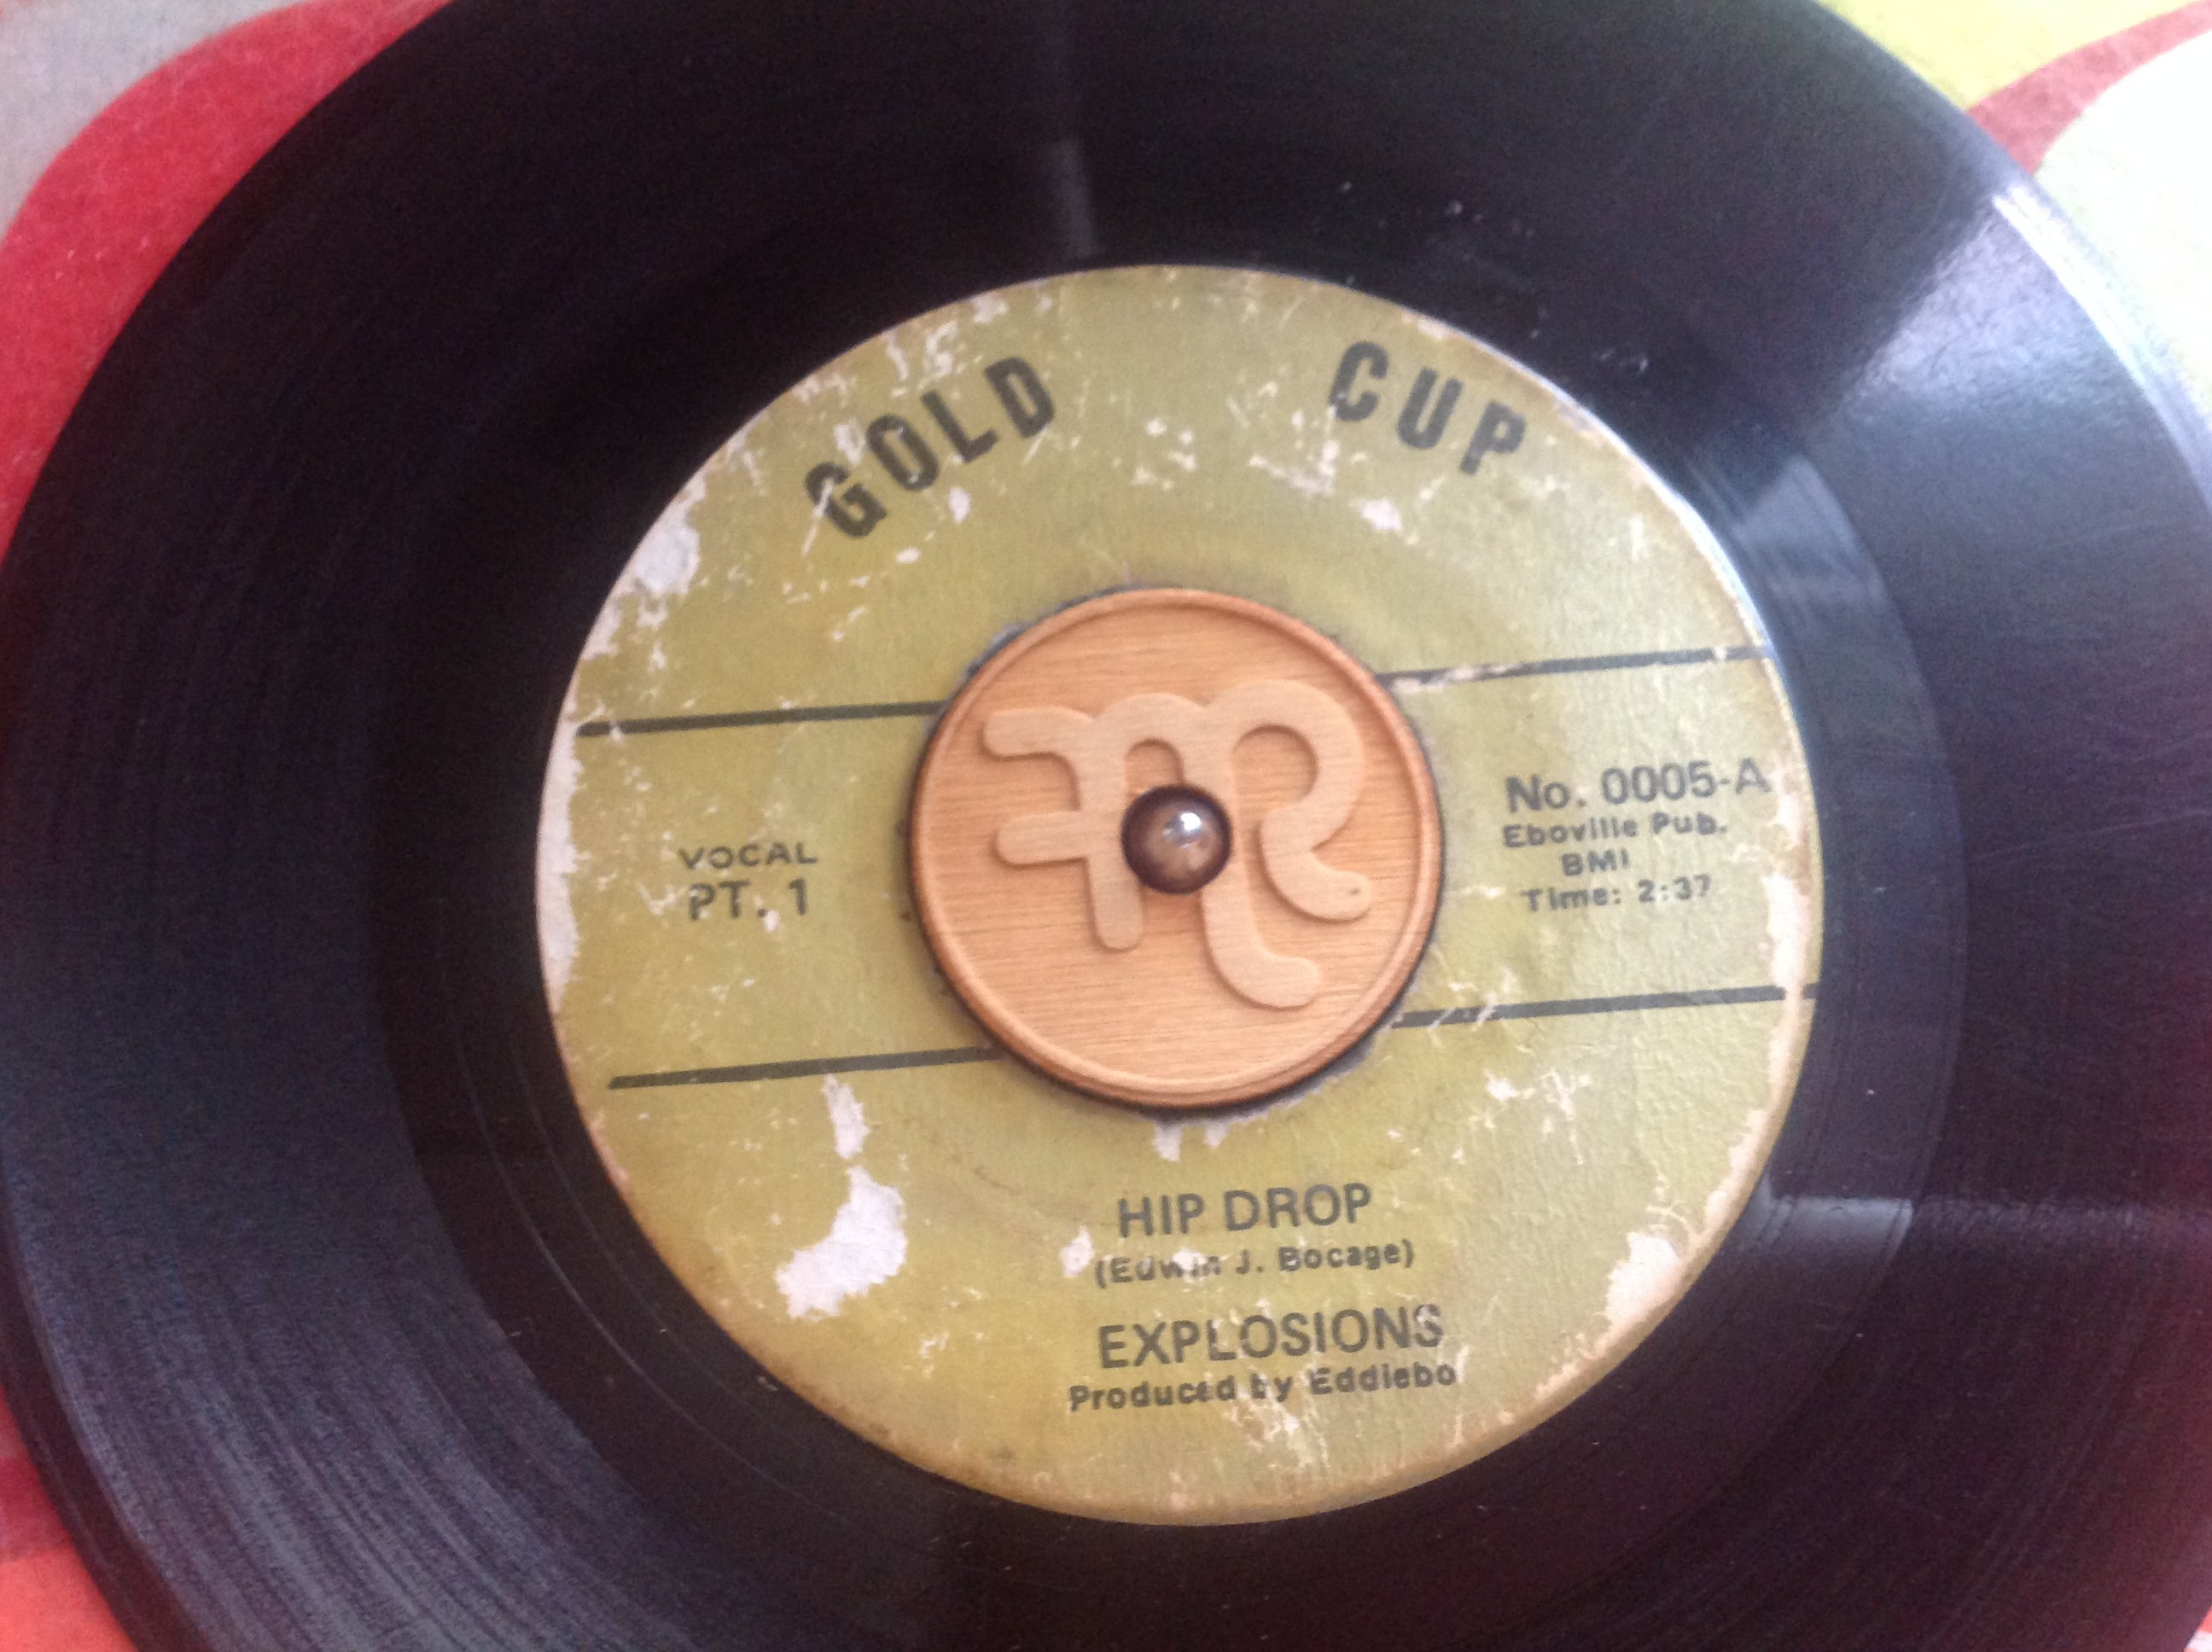 GOLD CUP
VOCAL
PT. 1
No. 0005-A
Eboville Pub.
BMI
Time: 2:37
HIP DROP
(Edwin J. Bocage)
EXPLOSIONS
Produced by Eddiebo